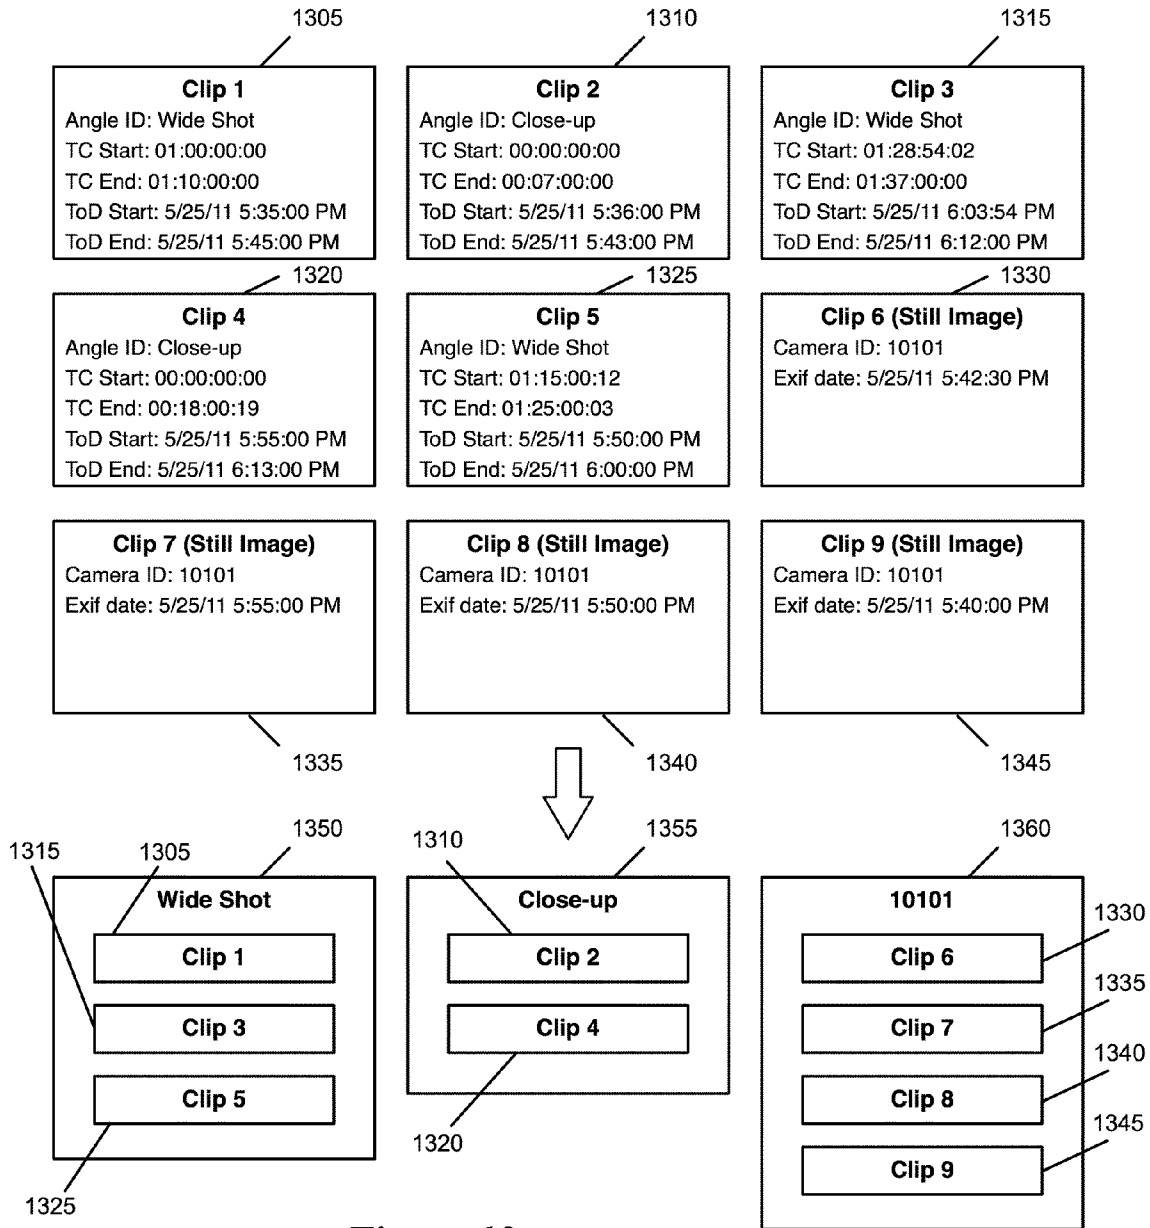 1305
1310
1315
Clip 1
Angle ID: Wide Shot
TC Start: 01:00:00:00
TC End: 01:10:00:00
ToD Start: 5/25/11 5:35:00 PM
ToD End: 5/25/11 5:45:00 PM
Clip 2
Angle ID: Close-up
TC Start: 00:00:00:00
TC End: 00:07:00:00
ToD Start: 5/25/11 5:36:00 PM
ToD End: 5/25/11 5:43:00 PM
Clip 3
Angle ID: Wide Shot
TC Start: 01:28:54:02
TC End: 01:37:00:00
ToD Start: 5/25/11 6:03:54 PM
ToD End: 5/25/11 6:12:00 PM
1320
1325
1330
Clip 4
Angle ID: Close-up
TC Start: 00:00:00:00
TC End: 00:18:00:19
ToD Start: 5/25/11 5:55:00 PM
ToD End: 5/25/11 6:13:00 PM
Clip 5
Angle ID: Wide Shot
TC Start: 01:15:00:12
TC End: 01:25:00:03
ToD Start: 5/25/11 5:50:00 PM
ToD End: 5/25/11 6:00:00 PM
Clip 6 (Still Image)
Camera ID: 10101
Exif date: 5/25/11 5:42:30 PM
Clip 7 (Still Image)
Camera ID: 10101
Exif date: 5/25/11 5:55:00 PM
Clip 8 (Still Image)
Camera ID: 10101
Exif date: 5/25/11 5:50:00 PM
Clip 9 (Still Image)
Camera ID: 10101
Exif date: 5/25/11 5:40:00 PM
1335
1340
1345
1350
1355
1360
1315
1305
1310
Wide Shot
Clip 1
Clip 3
Clip 5
1325
Close-up
Clip 2
Clip 4
1320
10101
Clip 6
1330
Clip 7
1335
Clip 8
1340
Clip 9
1345